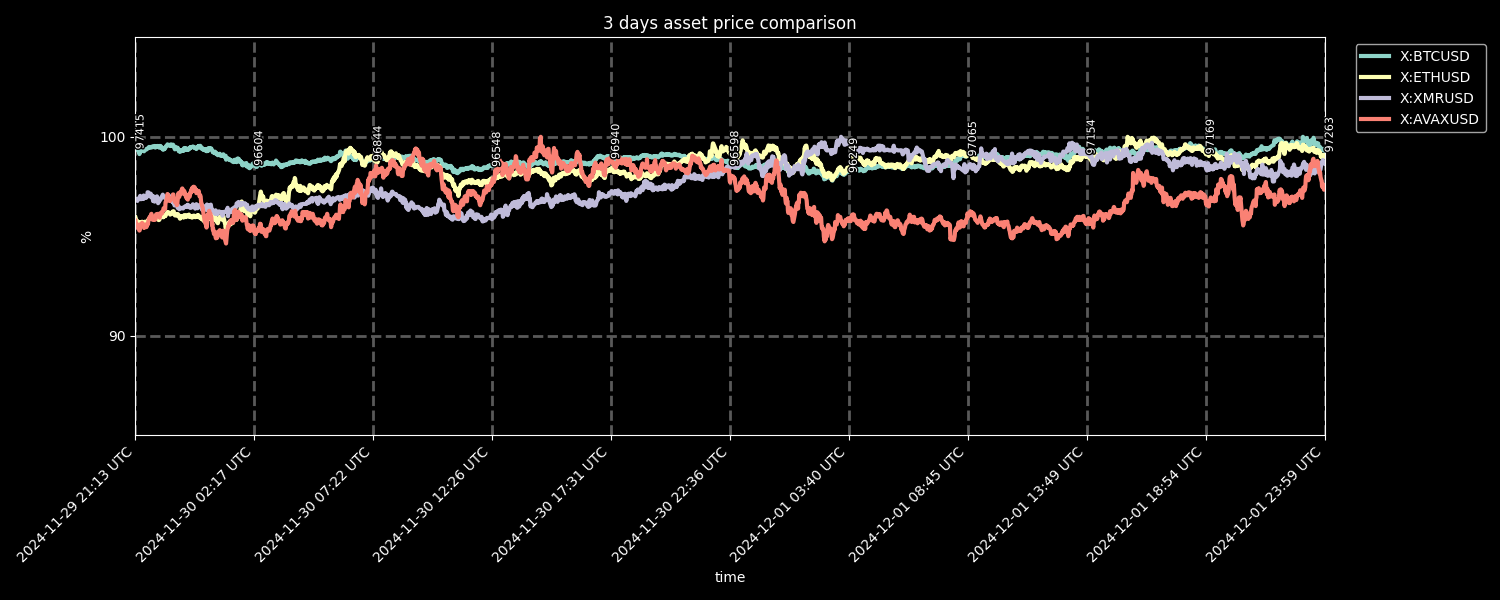 3 days asset price comparison
X:BTCUSD
X:ETHUSD
X:XMRUSD
X:AVAXUSD
100
90
%
97415
96604
96844
96548
96940
96598
96249
97065
97154
97169
97263
2024-11-29 21:13 UTC
2024-11-30 02:17 UTC
2024-11-30 07:22 UTC
2024-11-30 12:26 UTC
2024-11-30 17:31 UTC
2024-11-30 22:36 UTC
2024-12-01 03:40 UTC
2024-12-01 08:45 UTC
2024-12-01 13:49 UTC
2024-12-01 18:54 UTC
2024-12-01 23:59 UTC
time